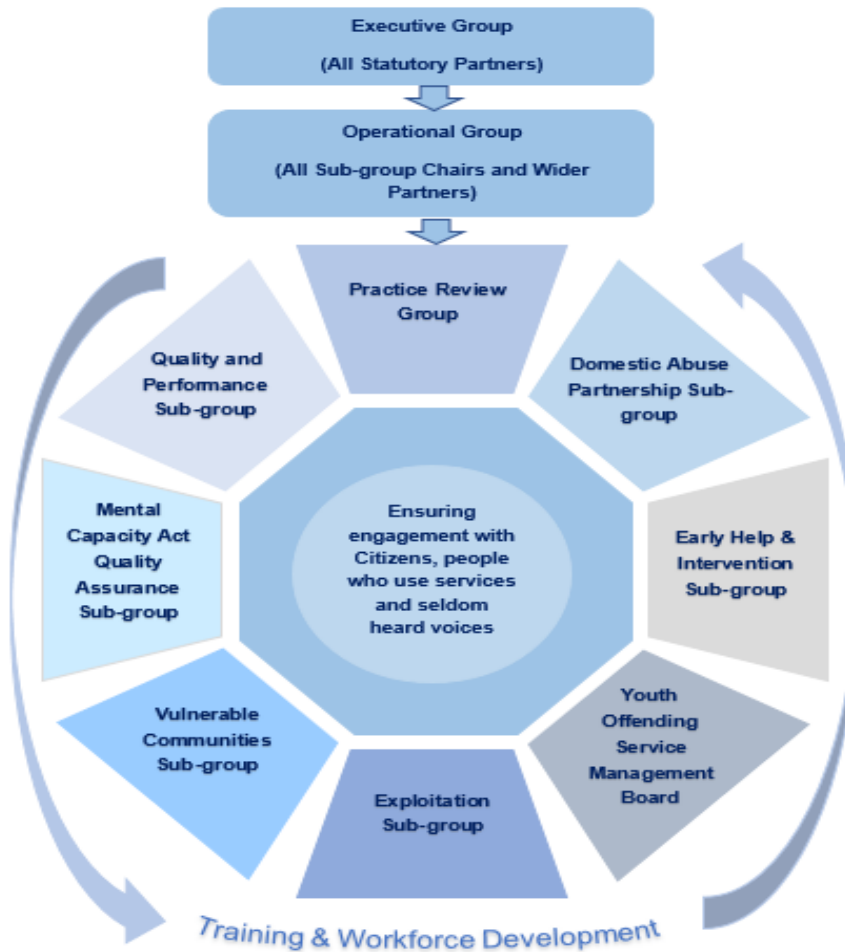 Executive Group
(All Statutory Partners)
Operational Group
(All Sub-group Chairs and Wider
Partners)
Practice Review
Group
Quality and
Performance
Sub-group
Domestic Abuse
Partnership Sub-
group
Mental
Capacity Act
Quality
Assurance
Sub-group
Ensuring
engagement with
Citizens, people
who use services
and seldom
heard voices
Early Help &
Intervention
Sub-group
Vulnerable
Communities
Sub-group
Youth
Offending
Service
Management
Board
Exploitation
Sub-group
Training & Workforce Development